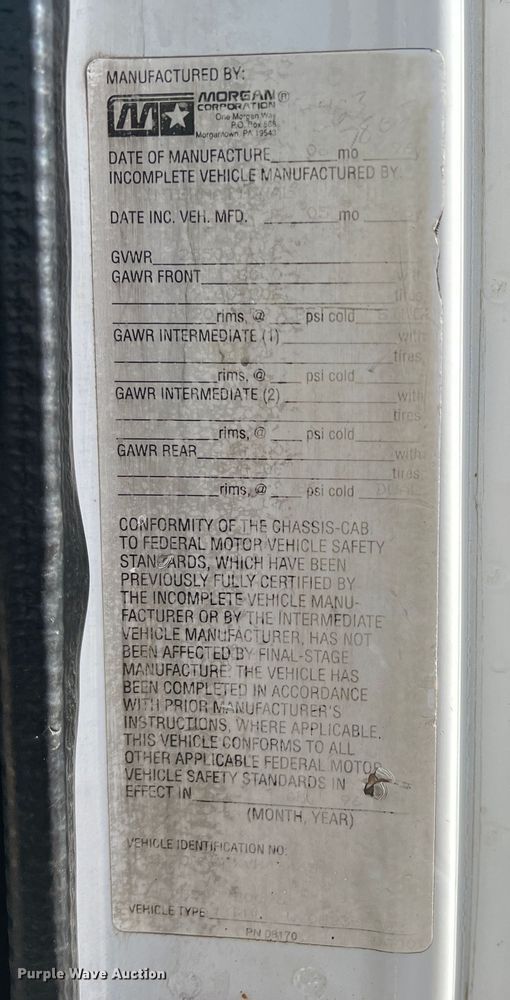 MANUFACTURED BY:
MORGAN ®
CORPORATION
One Morgan Way
P.O. Box 588
Morgantown, PA 19543
DATE OF MANUFACTURE mo
INCOMPLETE VEHICLE MANUFACTURED BY
DATE INC. VEH. MFD. 05 mo
GVWR
GAWR FRONT with
tires
rims, @ psi cold
GAWR INTERMEDIATE (1) with
tires
rims, @ psi cold
GAWR INTERMEDIATE (2) with
tires
rims, @ psi cold
GAWR REAR with
tires
rims, @ psi cold DUAL
CONFORMITY OF THE CHASSIS-CAB
TO FEDERAL MOTOR VEHICLE SAFETY
STANDARDS, WHICH HAVE BEEN
PREVIOUSLY FULLY CERTIFIED BY
THE INCOMPLETE VEHICLE MANU-
FACTURER OR BY THE INTERMEDIATE
VEHICLE MANUFACTURER, HAS NOT
BEEN AFFECTED BY FINAL-STAGE
MANUFACTURE. THE VEHICLE HAS
BEEN COMPLETED IN ACCORDANCE
WITH PRIOR MANUFACTURER'S
INSTRUCTIONS, WHERE APPLICABLE.
THIS VEHICLE CONFORMS TO ALL
OTHER APPLICABLE FEDERAL MOTOR
VEHICLE SAFETY STANDARDS IN
EFFECT IN
(MONTH, YEAR)
VEHICLE IDENTIFICATION NO:
VEHICLE TYPE
PN 08170
Purple Wave Auction